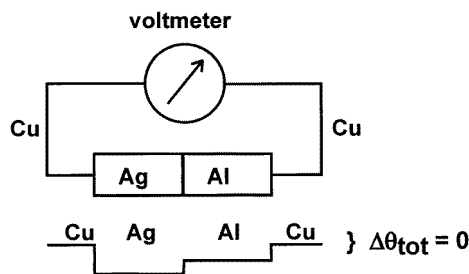 voltmeter
Cu Cu
Ag Al
Cu Ag Al Cu } Δθtot = 0